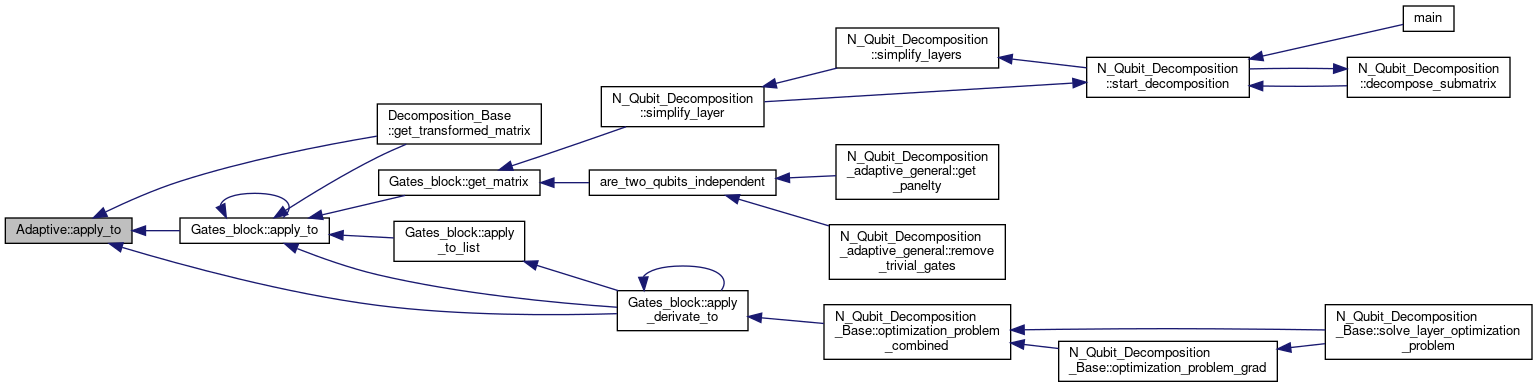 main
N_Qubit_Decomposition
::simplify_layers
N_Qubit_Decomposition
::start_decomposition
N_Qubit_Decomposition
::decompose_submatrix
N_Qubit_Decomposition
::simplify_layer
Decomposition_Base
::get_transformed_matrix
N_Qubit_Decomposition
_adaptive_general::get
_panelty
Gates_block::get_matrix
are_two_qubits_independent
Adaptive::apply_to
Gates_block::apply_to
Gates_block::apply
_to_list
N_Qubit_Decomposition
_adaptive_general::remove
_trivial_gates
Gates_block::apply
_derivate_to
N_Qubit_Decomposition
_Base::optimization_problem
_combined
N_Qubit_Decomposition
_Base::solve_layer_optimization
_problem
N_Qubit_Decomposition
_Base::optimization_problem_grad